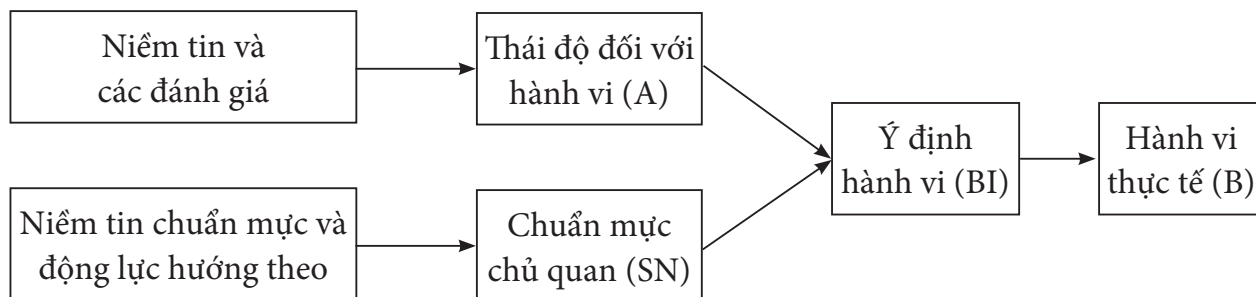 Niềm tin và
các đánh giá
Thái độ đối với
hành vi (A)
Ý định
hành vi (BI)
Hành vi
thực tế (B)
Niềm tin chuẩn mực và
động lực hướng theo
Chuẩn mực
chủ quan (SN)